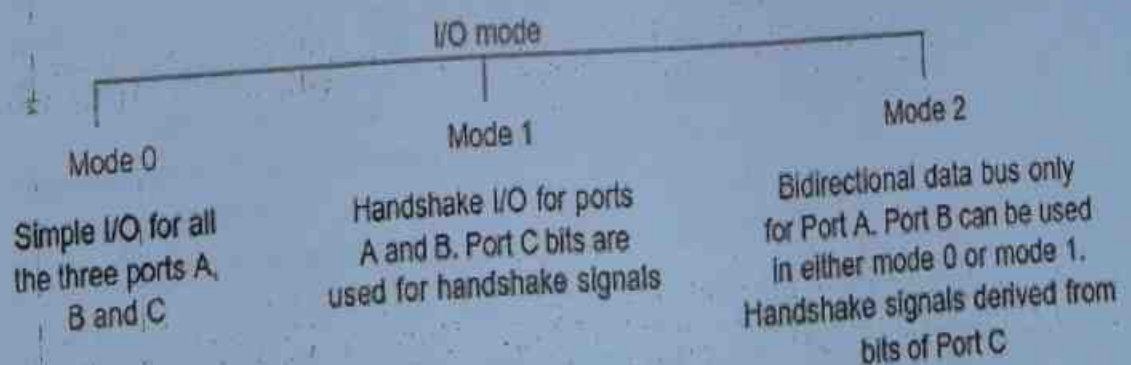 I/O mode
Mode 0
Mode 1
Mode 2
Simple I/O, for all
the three ports A,
B and C
Handshake I/O for ports
A and B. Port C bits are
used for handshake signals
Bidirectional data bus only
for Port A. Port B can be used
in either mode 0 or mode 1.
Handshake signals derived from
bits of Port C